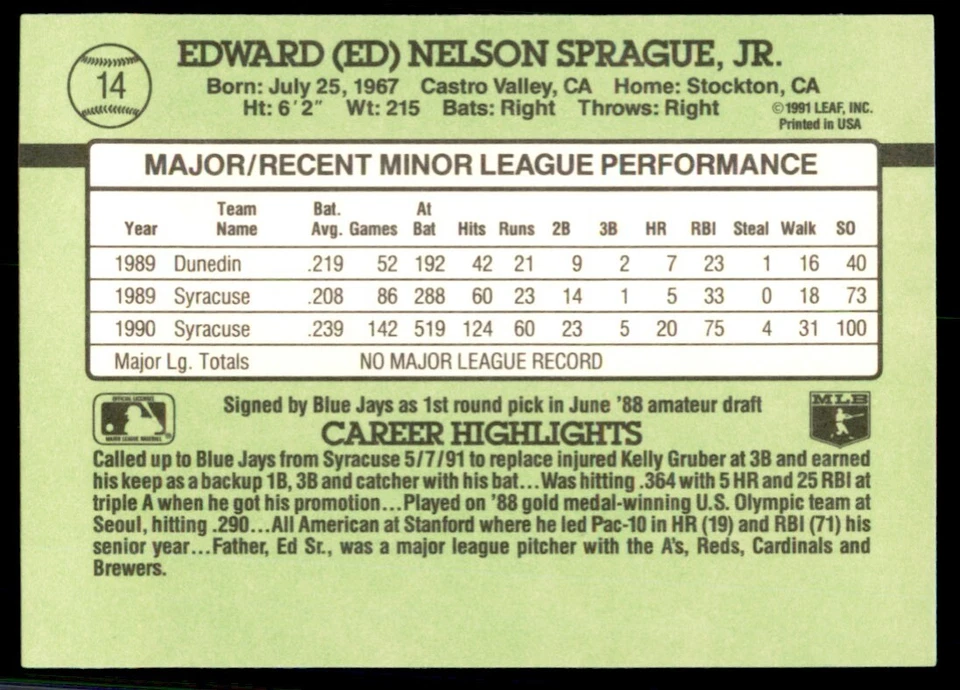 14
EDWARD (ED) NELSON SPRAGUE, JR.
Born: July 25, 1967 Castro Valley, CA Home: Stockton, CA
Ht: 6'2" Wt: 215 Bats: Right Throws: Right
©1991 LEAF, INC.
Printed in USA
MAJOR/RECENT MINOR LEAGUE PERFORMANCE
Year Team Name Bat. Avg. Games At Bat Hits Runs 2B 3B HR RBI Steal Walk SO
1989 Dunedin .219 52 192 42 21 9 2 7 23 1 16 40
1989 Syracuse .208 86 288 60 23 14 1 5 33 0 18 73
1990 Syracuse .239 142 519 124 60 23 5 20 75 4 31 100
Major Lg. Totals NO MAJOR LEAGUE RECORD
OFFICIAL LICENSEE
MAJOR LEAGUE BASEBALL
MLB
Signed by Blue Jays as 1st round pick in June '88 amateur draft
CAREER HIGHLIGHTS
Called up to Blue Jays from Syracuse 5/7/91 to replace injured Kelly Gruber at 3B and earned
his keep as a backup 1B, 3B and catcher with his bat...Was hitting .364 with 5 HR and 25 RBI at
triple A when he got his promotion...Played on '88 gold medal-winning U.S. Olympic team at
Seoul, hitting .290...All American at Stanford where he led Pac-10 in HR (19) and RBI (71) his
senior year...Father, Ed Sr., was a major league pitcher with the A's, Reds, Cardinals and
Brewers.